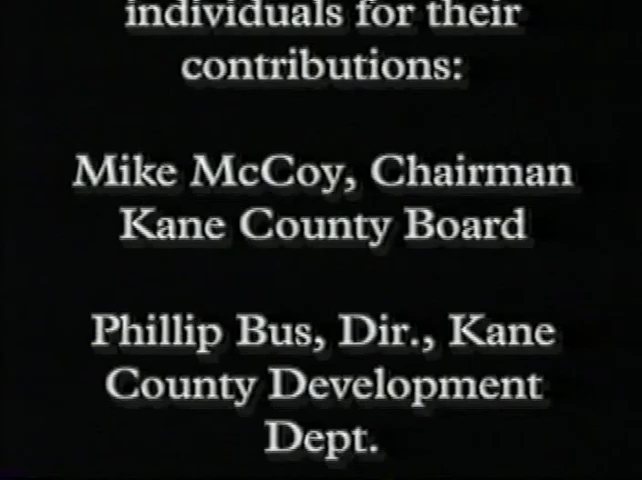 individuals for their
contributions:
Mike McCoy, Chairman
Kane County Board
Phillip Bus, Dir., Kane
County Development
Dept.